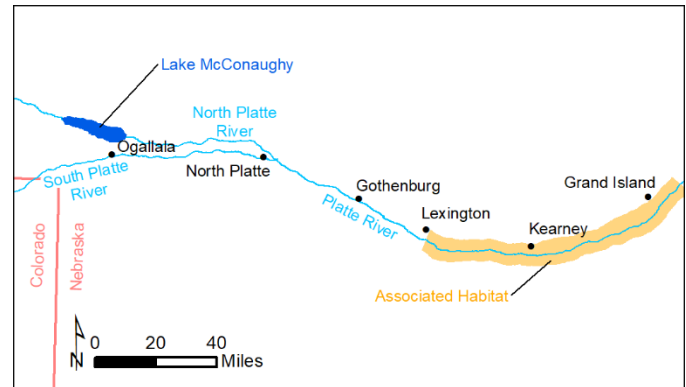 Lake McConaughy
North Platte
River
Ogallala
South Platte
River
North Platte
Gothenburg
Platte River
Lexington
Kearney
Grand Island
Associated Habitat
Colorado
Nebraska
N
0 20 40
Miles